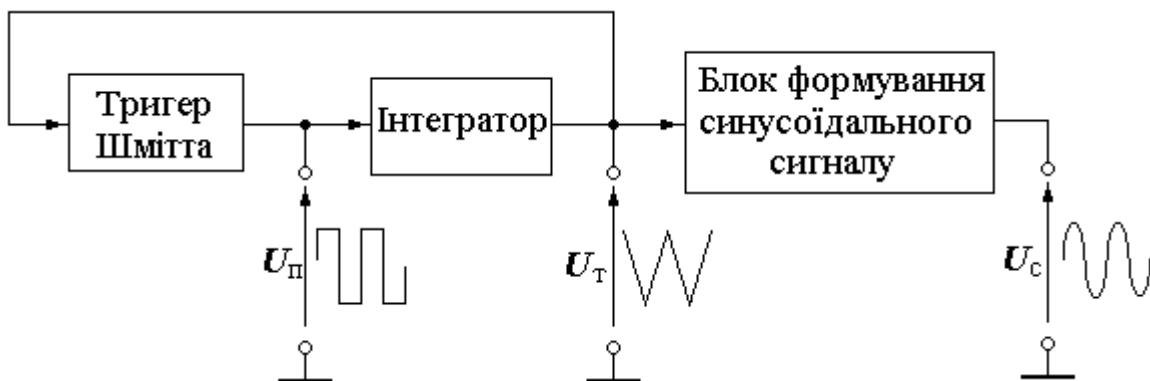 Тригер
Шмітта
Інтегратор
Блок формування
синусоїдального
сигналу
UП
UТ
UС